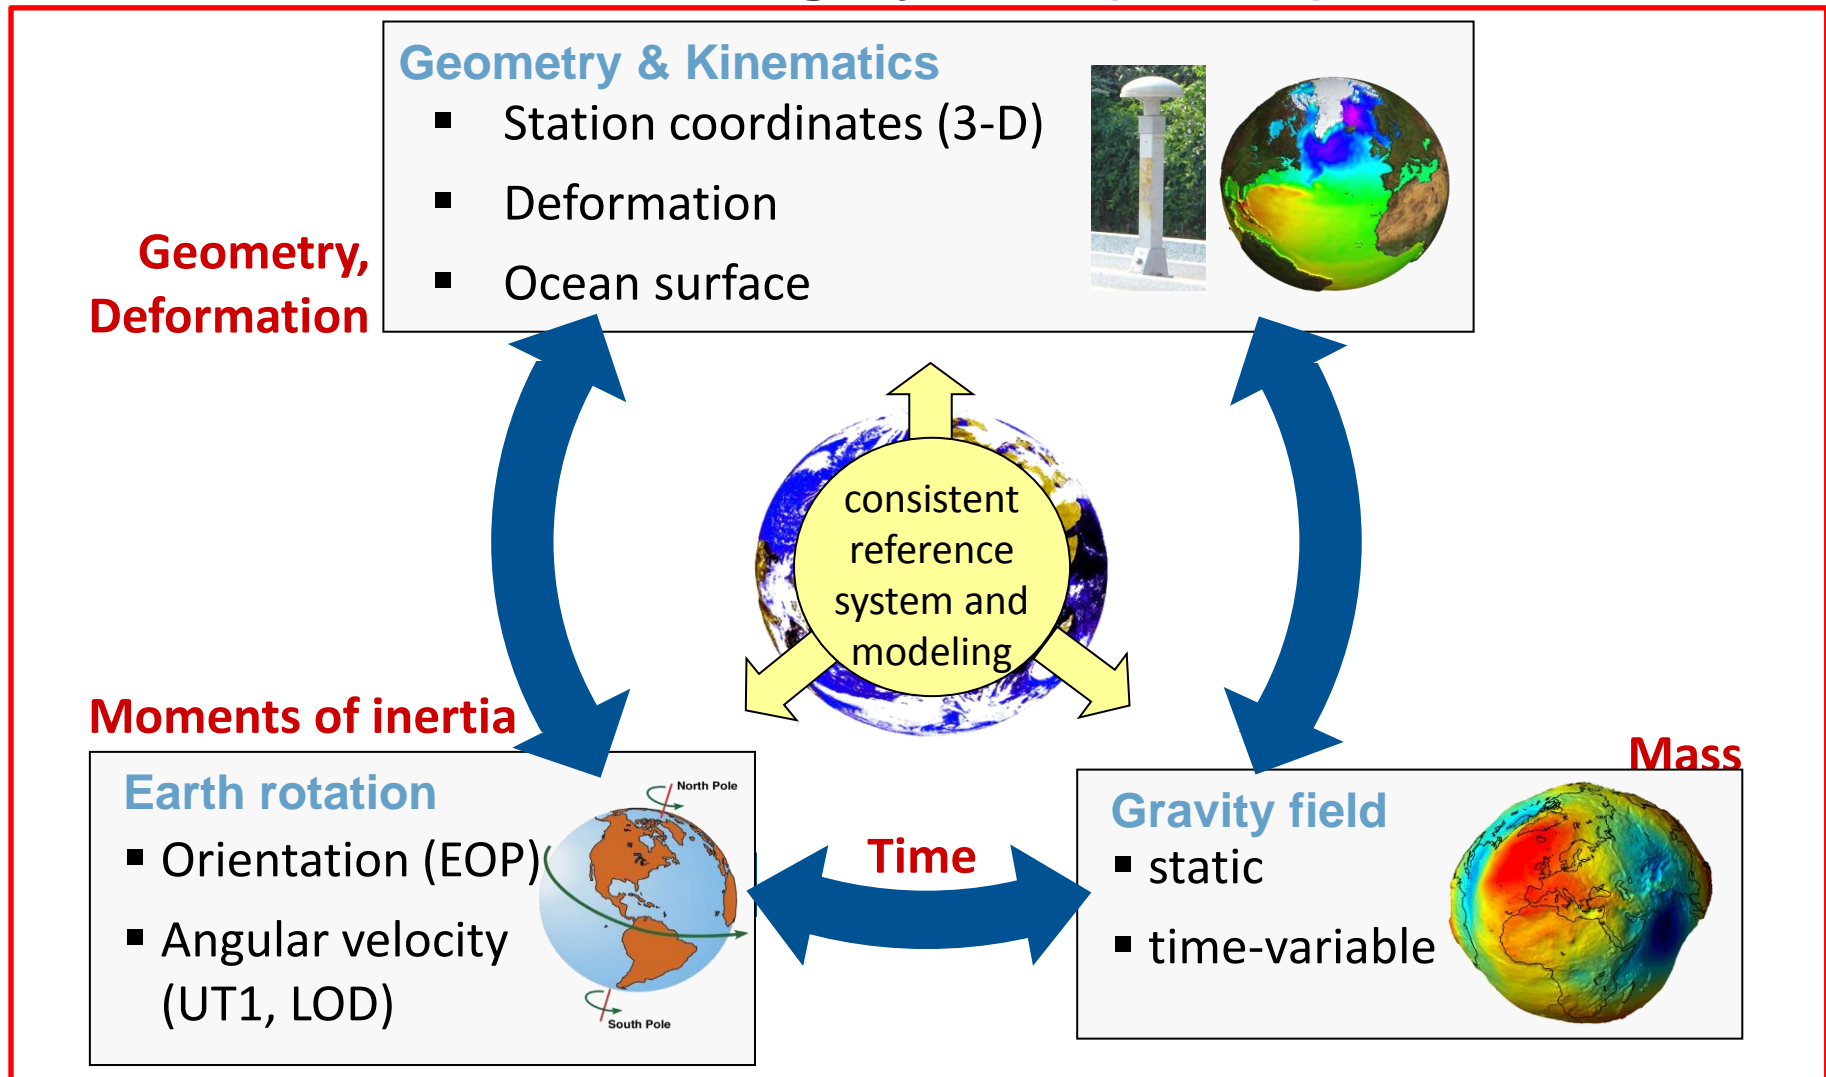 Geometry & Kinematics
▪ Station coordinates (3-D)
▪ Deformation
▪ Ocean surface
Geometry,
Deformation
consistent
reference
system and
modeling
Moments of inertia
Earth rotation
▪ Orientation (EOP)
▪ Angular velocity
(UT1, LOD)
North Pole
South Pole
Time
Mass
Gravity field
▪ static
▪ time-variable